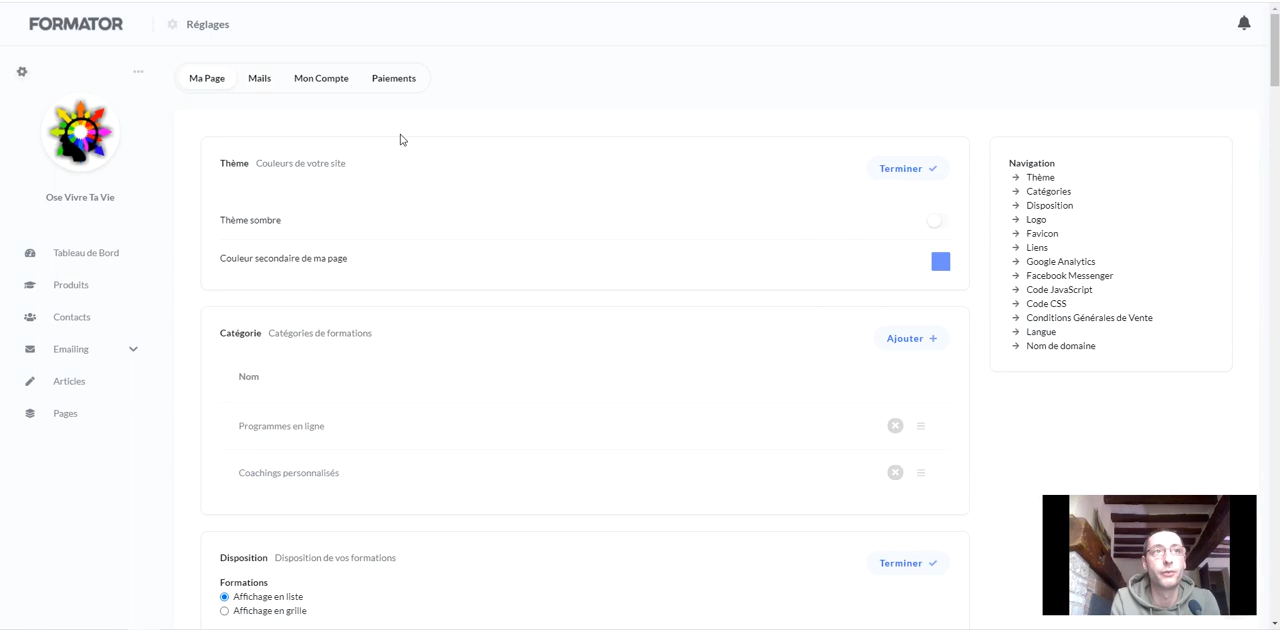 FORMATOR
Réglages
Ma Page
Mails
Mon Compte
Paiements
Ose Vivre Ta Vie
Tableau de Bord
Produits
Contacts
Emailing
Articles
Pages
Thème Couleurs de votre site
Terminer
Thème sombre
Couleur secondaire de ma page
Catégorie Catégories de formations
Ajouter +
Nom
Programmes en ligne
Coachings personnalisés
Disposition Disposition de vos formations
Terminer
Formations
Affichage en liste
Affichage en grille
Navigation
Thème
Catégories
Disposition
Logo
Favicon
Liens
Google Analytics
Facebook Messenger
Code JavaScript
Code CSS
Conditions Générales de Vente
Langue
Nom de domaine